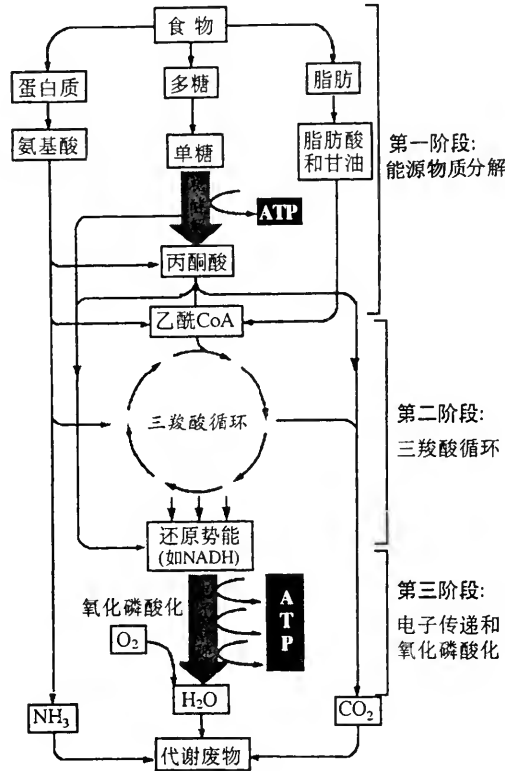 食物
蛋白质
多糖
脂肪
氨基酸
单糖
脂肪酸
和甘油
第一阶段:
能源物质分解
ATP
丙酮酸
乙酰CoA
三羧酸循环
第二阶段:
三羧酸循环
还原势能
(如NADH)
氧化磷酸化
ATP
第三阶段:
电子传递和
氧化磷酸化
O₂
H₂O
NH₃
CO₂
代谢废物